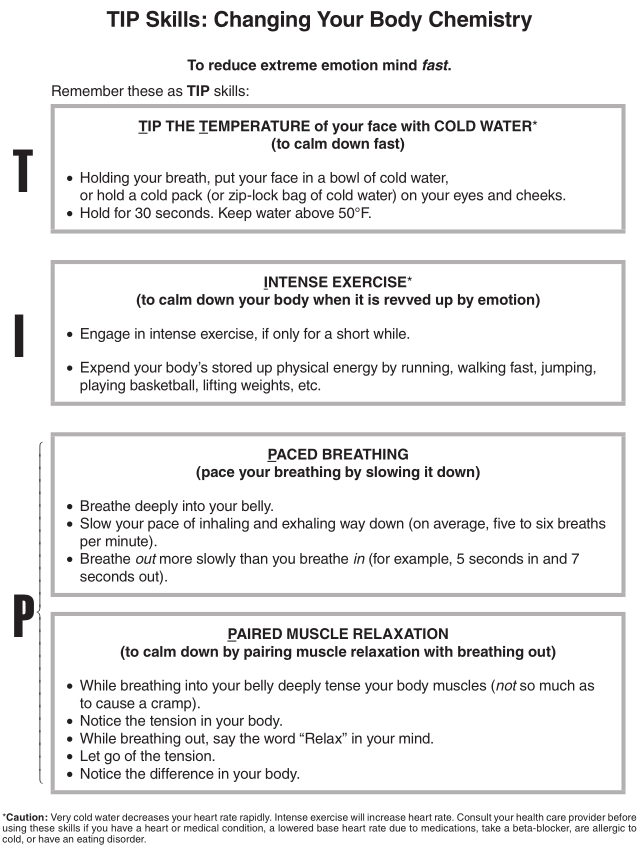 TIP Skills: Changing Your Body Chemistry
To reduce extreme emotion mind fast.
Remember these as TIP skills:
T
TIP THE TEMPERATURE of your face with COLD WATER*
(to calm down fast)
• Holding your breath, put your face in a bowl of cold water,
or hold a cold pack (or zip-lock bag of cold water) on your eyes and cheeks.
• Hold for 30 seconds. Keep water above 50°F.
I
INTENSE EXERCISE*
(to calm down your body when it is revved up by emotion)
• Engage in intense exercise, if only for a short while.
• Expend your body's stored up physical energy by running, walking fast, jumping,
playing basketball, lifting weights, etc.
P
PACED BREATHING
(pace your breathing by slowing it down)
• Breathe deeply into your belly.
• Slow your pace of inhaling and exhaling way down (on average, five to six breaths
per minute).
• Breathe out more slowly than you breathe in (for example, 5 seconds in and 7
seconds out).
PAIRED MUSCLE RELAXATION
(to calm down by pairing muscle relaxation with breathing out)
• While breathing into your belly deeply tense your body muscles (not so much as
to cause a cramp).
• Notice the tension in your body.
• While breathing out, say the word “Relax” in your mind.
• Let go of the tension.
• Notice the difference in your body.
*Caution: Very cold water decreases your heart rate rapidly. Intense exercise will increase heart rate. Consult your health care provider before
using these skills if you have a heart or medical condition, a lowered base heart rate due to medications, take a beta-blocker, are allergic to
cold, or have an eating disorder.